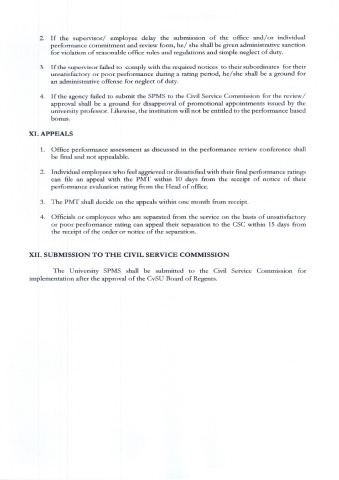 2. If the supervisor/ employee delay the submission of the office and/or individual
performance commitment and review form, he/ she shall be given administrative sanction
for violation of reasonable office rules and regulations and simple neglect of duty.
3. If the supervisor failed to comply with the required notices to their subordinates for their
unsatisfactory or poor performance during a rating period, he/she shall be a ground for
an administrative offense for neglect of duty.
4. If the agency failed to submit the SPMS to the Civil Service Commission for the review/
approval shall be a ground for disapproval of promotional appointments issued by the
university professor. Likewise, the institution will not be entitled to the performance based
bonus.
XI. APPEALS
1. Office performance assessment as discussed in the performance review conference shall
be final and not appealable.
2. Individual employees who feel aggrieved or dissatisfied with their final performance ratings
can file an appeal with the PMT within 10 days from the receipt of notice of their
performance evaluation rating from the Head of office.
3. The PMT shall decide on the appeals within one month from receipt.
4. Officials or employees who are separated from the service on the basis of unsatisfactory
or poor performance rating can appeal their separation to the CSC within 15 days from
the receipt of the order or notice of the separation.
XII. SUBMISSION TO THE CIVIL SERVICE COMMISSION
The University SPMS shall be submitted to the Civil Service Commission for
implementation after the approval of the CvSU Board of Regents.